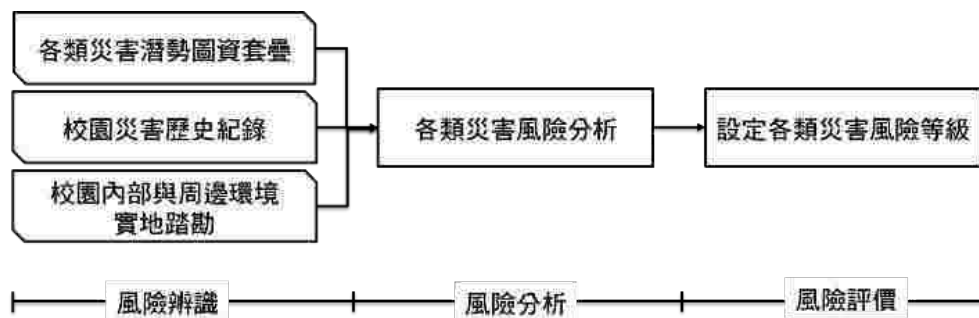 各類災害潛勢圖資套疊
校園災害歷史紀錄
校園內部與周邊環境
實地踏勘
各類災害風險分析
設定各類災害風險等級
風險辨識
風險分析
風險評價